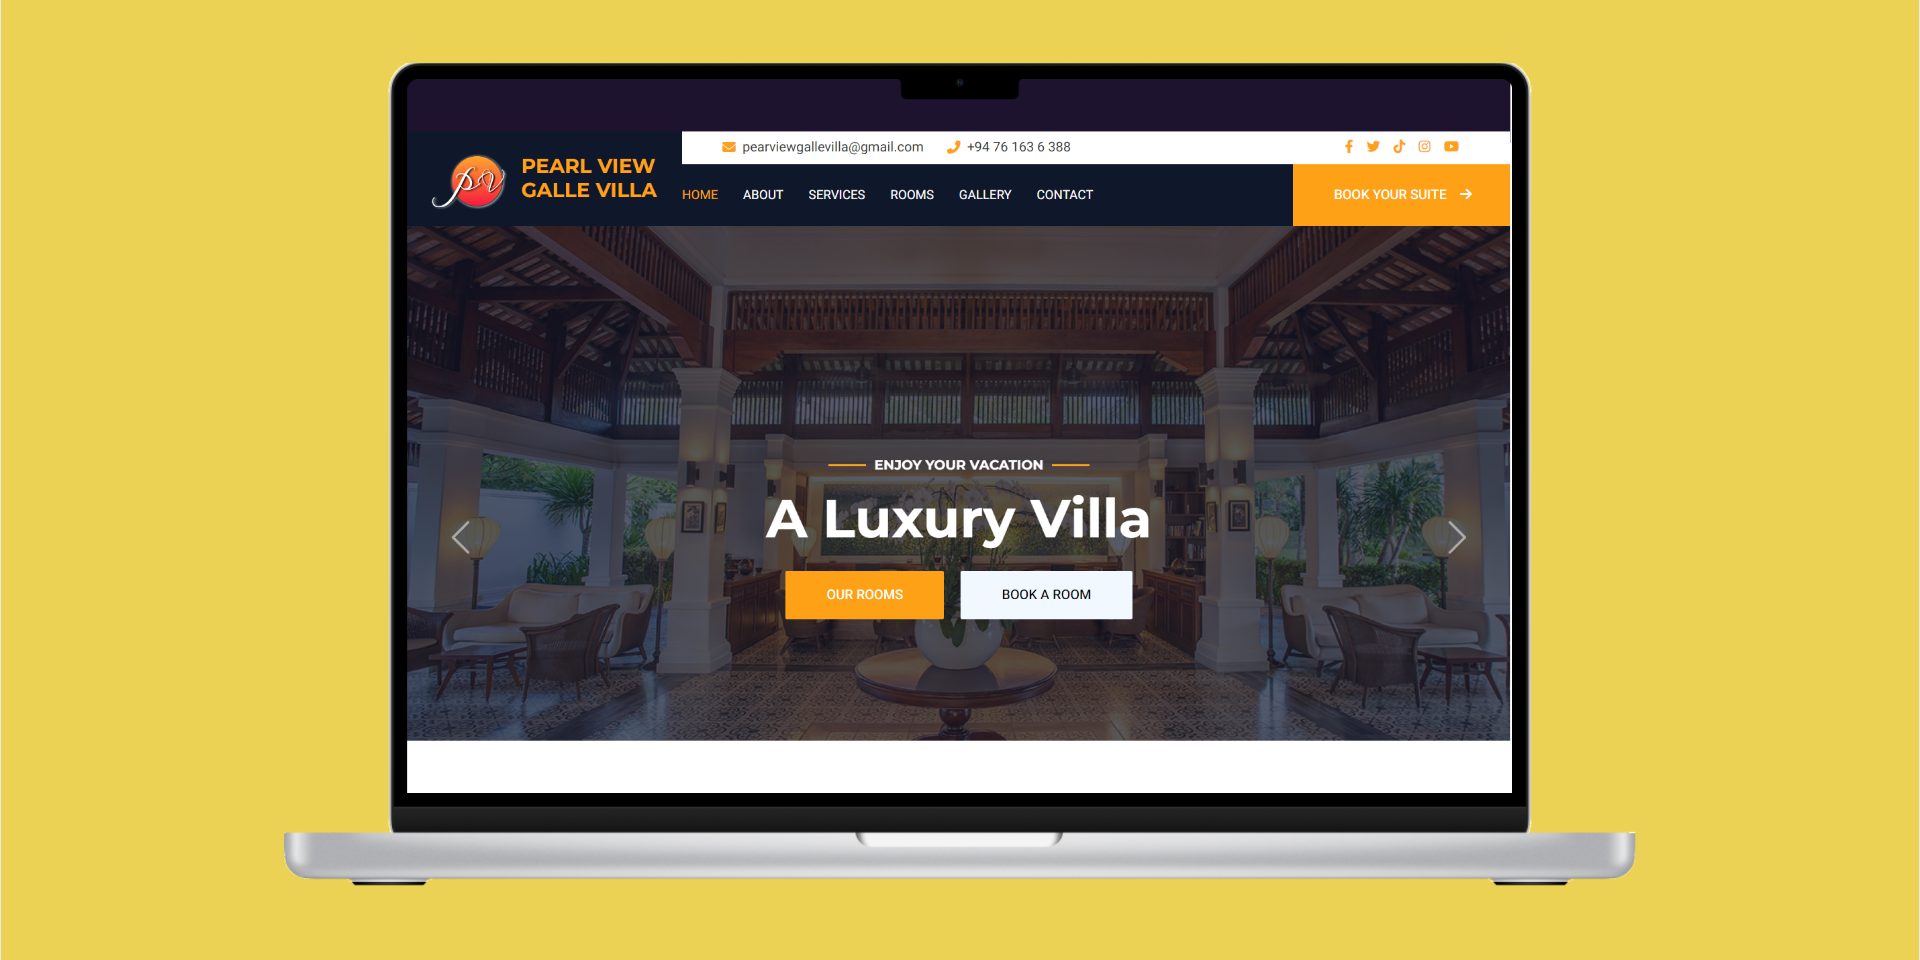 pearviewgallevilla@gmail.com +94 76 163 6 388
PV
PEARL VIEW
GALLE VILLA
HOME ABOUT SERVICES ROOMS GALLERY CONTACT
BOOK YOUR SUITE
ENJOY YOUR VACATION
A Luxury Villa
OUR ROOMS BOOK A ROOM